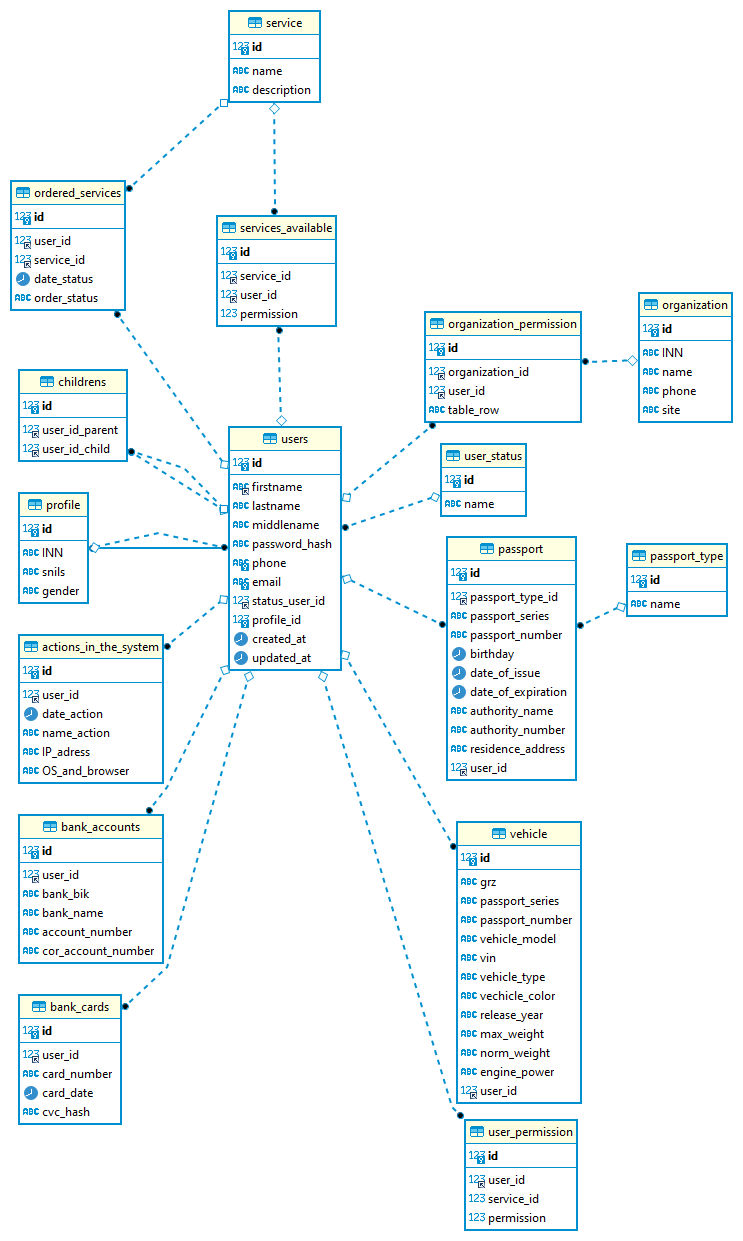 service
123 id
ABC name
ABC description
ordered_services
123 id
123 user_id
123 service_id
date_status
ABC order_status
services_available
123 id
123 service_id
123 user_id
123 permission
organization_permission
123 id
123 organization_id
123 user_id
ABC table_row
organization
123 id
ABC INN
ABC name
ABC phone
ABC site
childrens
123 id
123 user_id_parent
123 user_id_child
users
123 id
ABC firstname
ABC lastname
ABC middlename
ABC password_hash
ABC phone
ABC email
123 status_user_id
123 profile_id
created_at
updated_at
user_status
123 id
ABC name
profile
123 id
ABC INN
ABC snils
ABC gender
passport
123 id
123 passport_type_id
ABC passport_series
ABC passport_number
birthday
date_of_issue
date_of_expiration
ABC authority_name
ABC authority_number
ABC residence_address
123 user_id
passport_type
123 id
ABC name
actions_in_the_system
123 id
123 user_id
date_action
ABC name_action
ABC IP_adress
ABC OS_and_browser
bank_accounts
123 id
123 user_id
ABC bank_bik
ABC bank_name
ABC account_number
ABC cor_account_number
vehicle
123 id
ABC grz
ABC passport_series
ABC passport_number
ABC vehicle_model
ABC vin
ABC vehicle_type
ABC vechicle_color
ABC release_year
ABC max_weight
ABC norm_weight
ABC engine_power
123 user_id
bank_cards
123 id
123 user_id
ABC card_number
card_date
ABC cvc_hash
user_permission
123 id
123 user_id
123 service_id
123 permission